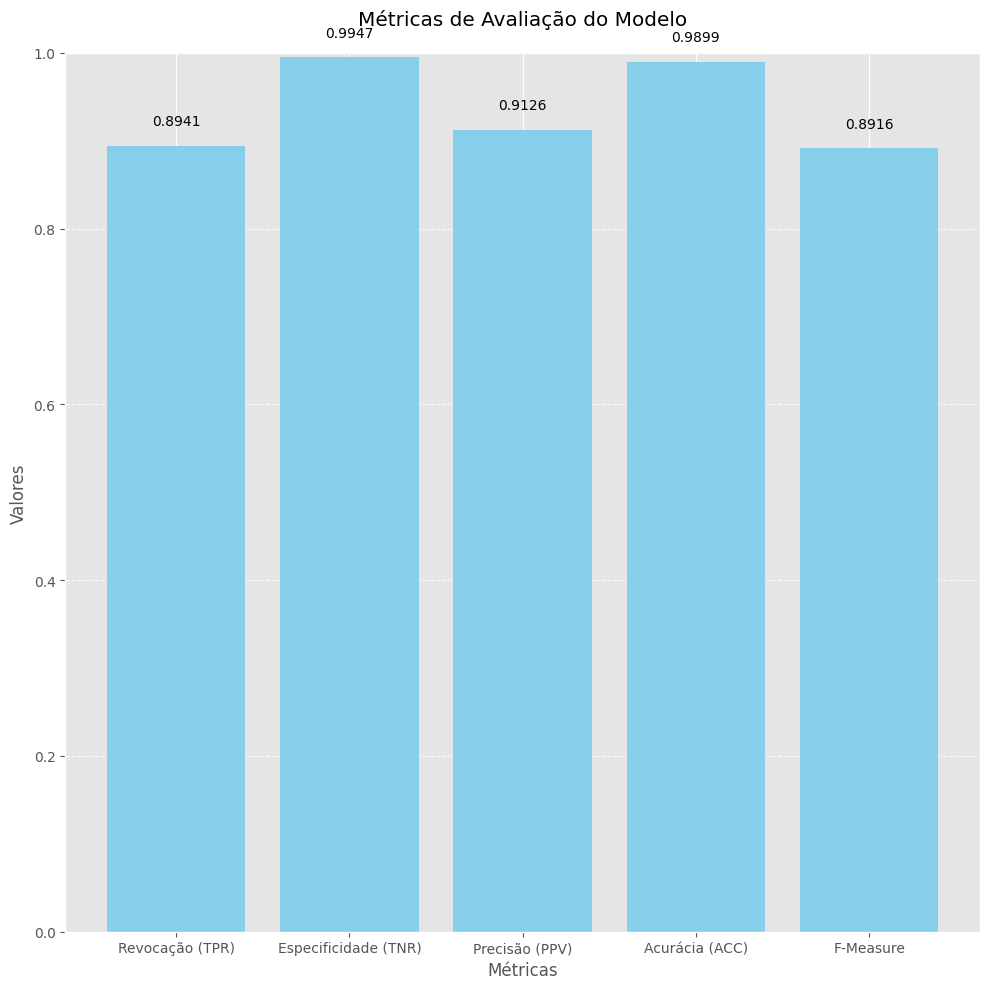 Métricas de Avaliação do Modelo
0.8941
0.9947
0.9126
0.9899
0.8916
1.0
0.8
0.6
0.4
0.2
0.0
Valores
Revocação (TPR)
Especificidade (TNR)
Precisão (PPV)
Acurácia (ACC)
F-Measure
Métricas